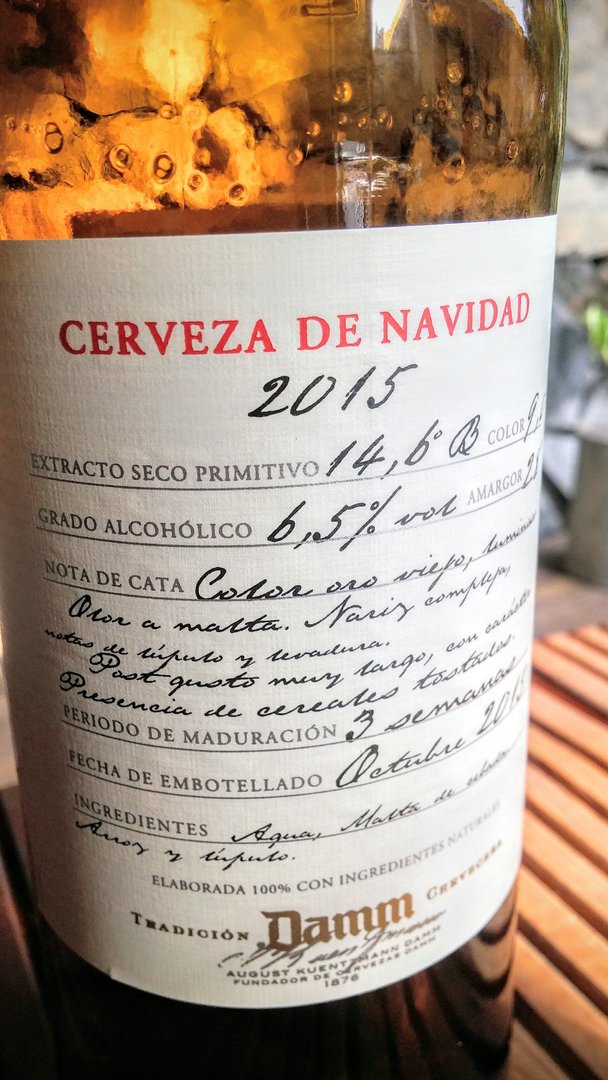 CERVEZA DE NAVIDAD
2015
EXTRACTO SECO PRIMITIVO 14,6° B COLOR
GRADO ALCOHÓLICO 6,5% vol AMARGOR
NOTA DE CATA Color oro viejo,
Olor a malta. Nariz compleja,
notas de lúpulo y levadura.
Post gusto muy largo, con
Presencia de cereales tostados.
PERIODO DE MADURACIÓN 3 semanas
FECHA DE EMBOTELLADO Octubre 2015
INGREDIENTES Agua, Malta de
Arroz y lúpulo.
ELABORADA 100% CON INGREDIENTES NATURALES
TRADICIÓN Damm CERVECERA
AUGUST KUENTZMANN DAMM
FUNDADOR DE CERVEZAS DAMM
1876